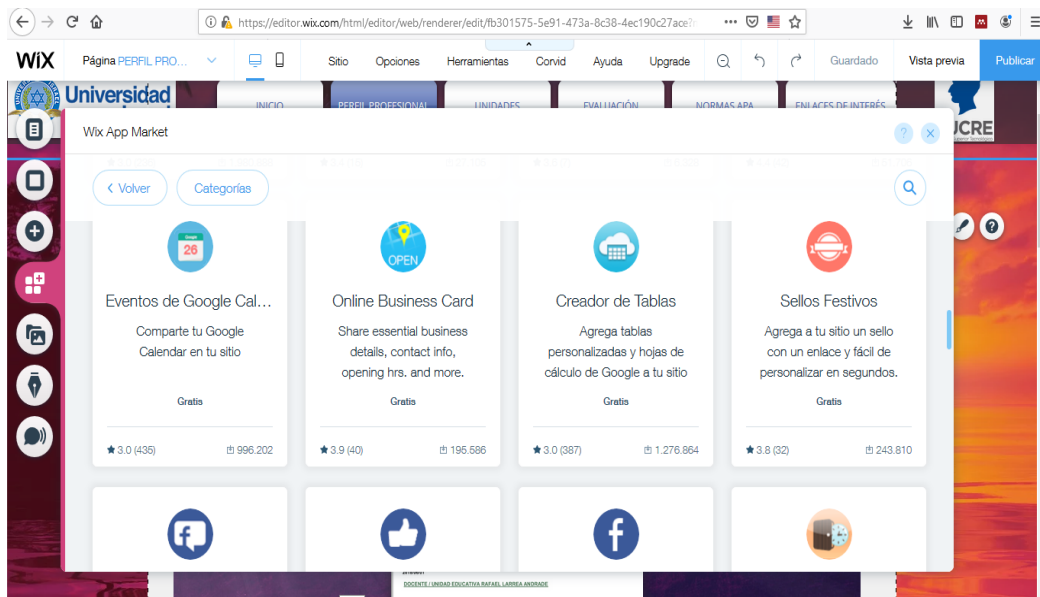 https://editor.wix.com/html/editor/web/renderer/edit/fb301575-5e91-473a-8c38-4ec190c27ace?
WiX
Página PERFIL PRO...
Sitio
Opciones
Herramientas
Corvid
Ayuda
Upgrade
Guardado
Vista previa
Publicar
Universidad
INICIO
PERFIL PROFESIONAL
UNIDADES
EVALUACIÓN
NORMAS APA
ENLACES DE INTERÉS
UCRE
Wix App Market
?
×
< Volver
Categorías
?
26
Eventos de Google Cal...
Comparte tu Google
Calendar en tu sitio
Gratis
3.0 (435)
996.202
OPEN
Online Business Card
Share essential business
details, contact info,
opening hrs. and more.
Gratis
3.9 (40)
195.586
Creador de Tablas
Agrega tablas
personalizadas y hojas de
cálculo de Google a tu sitio
Gratis
3.0 (387)
1.276.864
Sellos Festivos
Agrega a tu sitio un sello
con un enlace y fácil de
personalizar en segundos.
Gratis
3.8 (32)
243.810
f
f
DOCENTE / UNIDAD EDUCATIVA RAFAEL LARREA ANDRADE